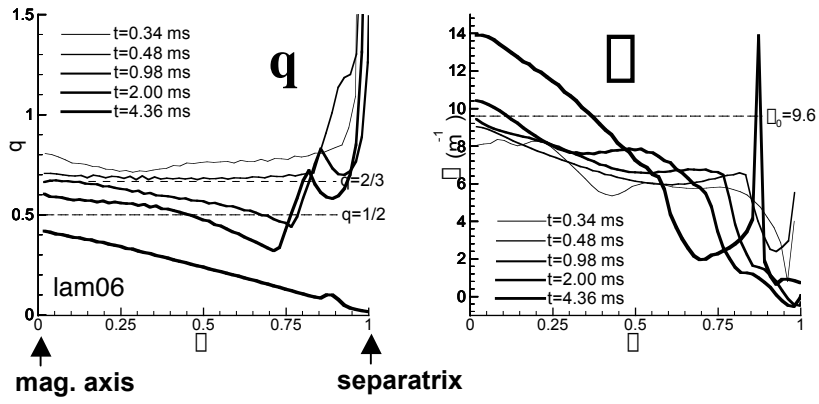 1.5
t=0.34 ms
t=0.48 ms
t=0.98 ms
t=2.00 ms
t=4.36 ms
q
1
q
q=2/3
0.5
q=1/2
lam06
0
0 0.25 0.5 0.75 1
mag. axis
separatrix
14
12
10
₀=9.6
(m⁻¹)
8
6
4
2
0
t=0.34 ms
t=0.48 ms
t=0.98 ms
t=2.00 ms
t=4.36 ms
0 0.25 0.5 0.75 1